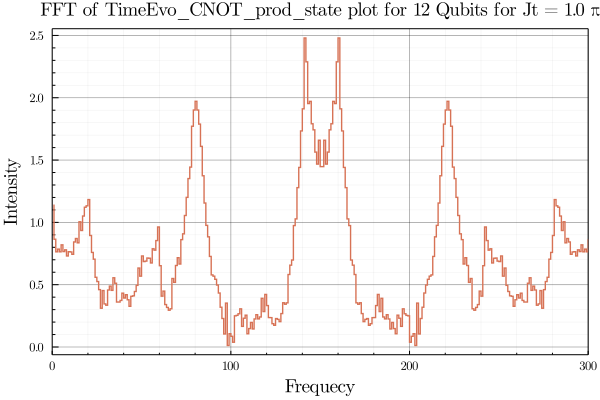 FFT of TimeEvo_CNOT_prod_state plot for 12 Qubits for Jt = 1.0 π
2.5
2.0
1.5
1.0
0.5
0.0
Intensity
0 100 200 300
Frequecy